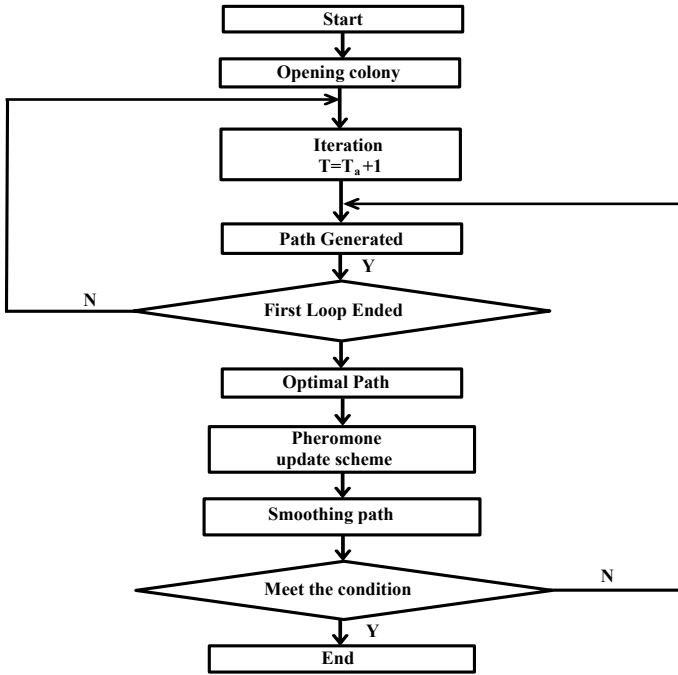 Start
Opening colony
Iteration
T=Tₐ+1
Path Generated
Y
N
First Loop Ended
Optimal Path
Pheromone
update scheme
Smoothing path
Meet the condition
N
Y
End